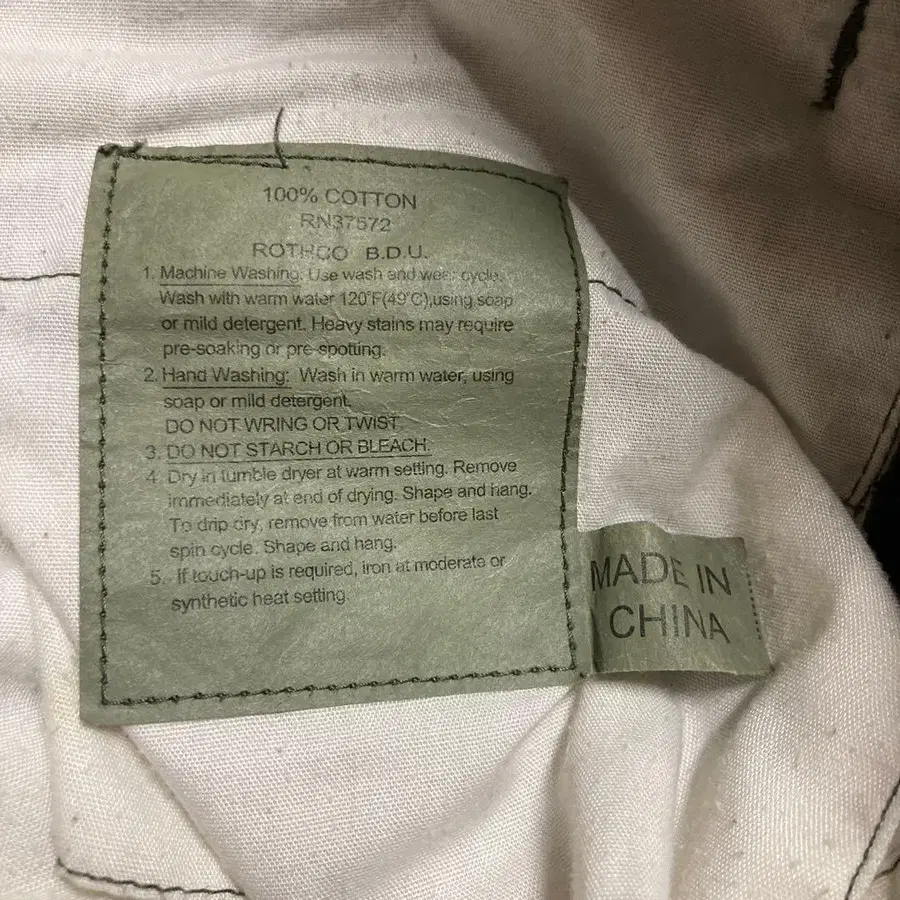 100% COTTON
RN37572
ROTHCO B.D.U.
1. Machine Washing: Use wash and wear cycle.
Wash with warm water 120°F(49°C),using soap
or mild detergent. Heavy stains may require
pre-soaking or pre-spotting.
2. Hand Washing: Wash in warm water, using
soap or mild detergent.
DO NOT WRING OR TWIST
3. DO NOT STARCH OR BLEACH.
4. Dry in tumble dryer at warm setting. Remove
immediately at end of drying. Shape and hang.
To drip dry, remove from water before last
spin cycle. Shape and hang.
5. If touch-up is required, iron at moderate or
synthetic heat setting.
MADE IN
CHINA